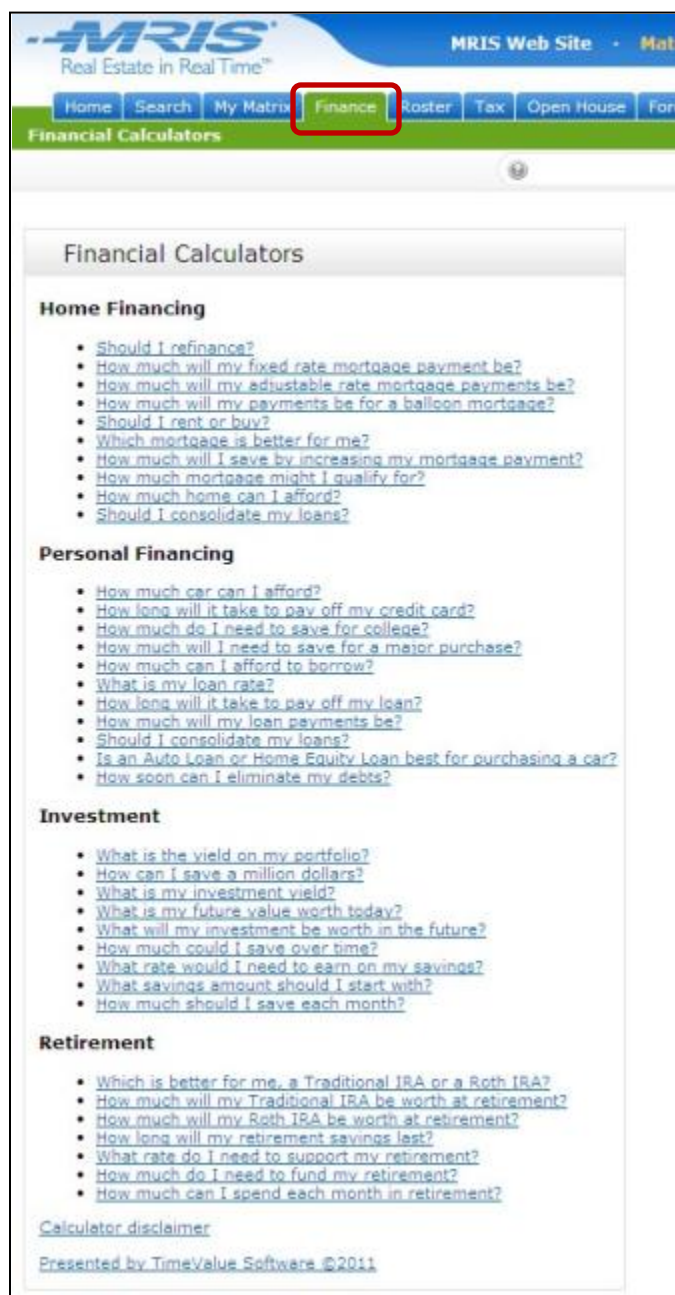 MRIS
Real Estate in RealTime™
MRIS Web Site
Home Search My Matrix Finance Roster Tax Open House
Financial Calculators
Financial Calculators
Home Financing
Should I refinance?
How much will my fixed rate mortgage payment be?
How much will my adjustable rate mortgage payments be?
How much will my payments be for a balloon mortgage?
Should I rent or buy?
Which mortgage is better for me?
How much will I save by increasing my mortgage payment?
How much mortgage might I qualify for?
How much home can I afford?
Should I consolidate my loans?
Personal Financing
How much car can I afford?
How long will it take to pay off my credit card?
How much do I need to save for college?
How much will I need to save for a major purchase?
How much can I afford to borrow?
What is my loan rate?
How long will it take to pay off my loan?
How much will my loan payments be?
Should I consolidate my loans?
Is an Auto Loan or Home Equity Loan best for purchasing a car?
How soon can I eliminate my debts?
Investment
What is the yield on my portfolio?
How can I save a million dollars?
What is my investment yield?
What is my future value worth today?
What will my investment be worth in the future?
How much could I save over time?
What rate would I need to earn on my savings?
What savings amount should I start with?
How much should I save each month?
Retirement
Which is better for me, a Traditional IRA or a Roth IRA?
How much will my Traditional IRA be worth at retirement?
How much will my Roth IRA be worth at retirement?
How long will my retirement savings last?
What rate do I need to support my retirement?
How much do I need to fund my retirement?
How much can I spend each month in retirement?
Calculator disclaimer
Presented by TimeValue Software ©2011